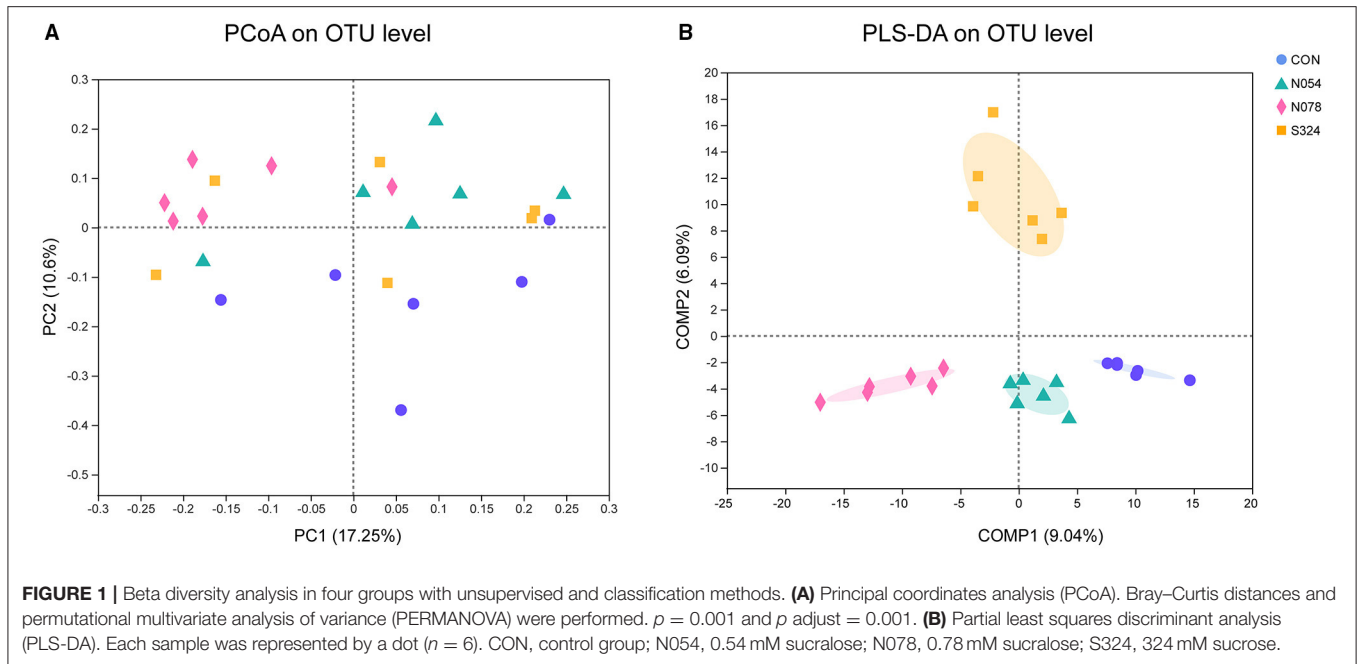 A
PCoA on OTU level
0.3
0.2
0.1
0
-0.1
-0.2
-0.3
-0.4
-0.5
PC2 (10.6%)
-0.3 -0.25 -0.2 -0.15 -0.1 -0.05 0 0.05 0.1 0.15 0.2 0.25 0.3
PC1 (17.25%)
B
PLS-DA on OTU level
20
18
16
14
12
10
8
6
4
2
0
-2
-4
-6
-8
-10
COMP2 (6.09%)
-25 -20 -15 -10 -5 0 5 10 15 20
COMP1 (9.04%)
CON
N054
N078
S324
FIGURE 1 | Beta diversity analysis in four groups with unsupervised and classification methods. (A) Principal coordinates analysis (PCoA). Bray–Curtis distances and
permutational multivariate analysis of variance (PERMANOVA) were performed. p = 0.001 and p adjust = 0.001. (B) Partial least squares discriminant analysis
(PLS-DA). Each sample was represented by a dot (n = 6). CON, control group; N054, 0.54 mM sucralose; N078, 0.78 mM sucralose; S324, 324 mM sucrose.